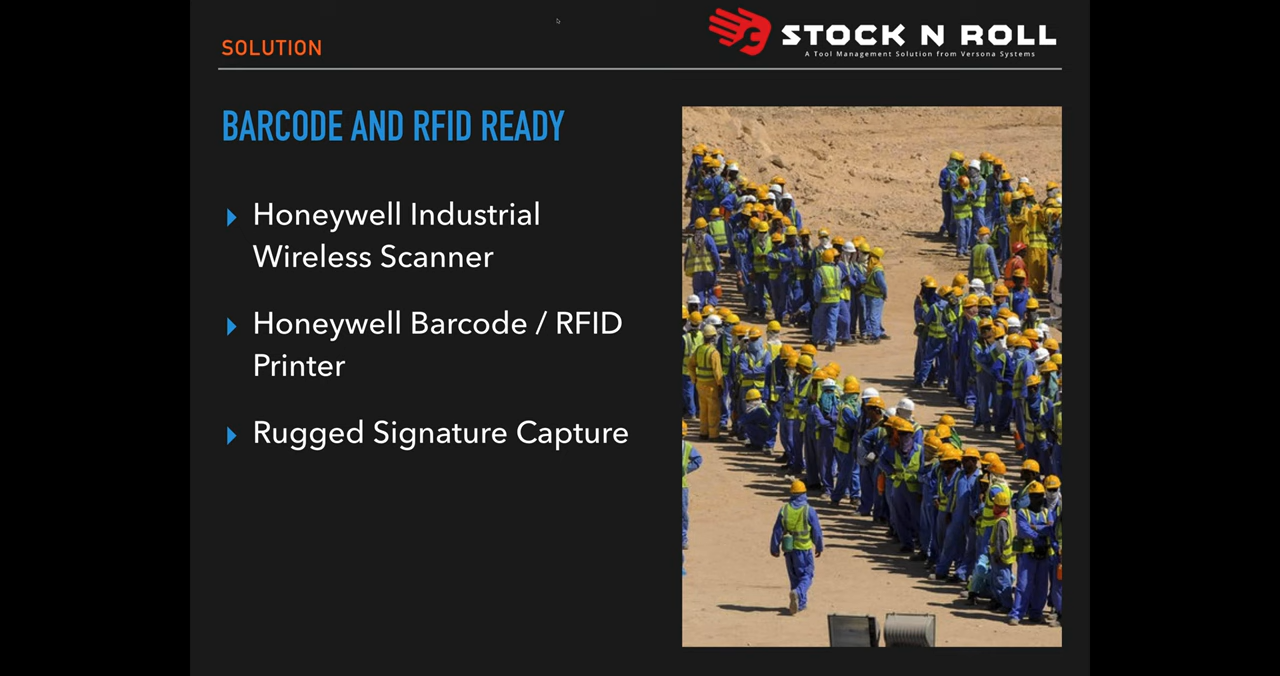 SOLUTION
STOCK N ROLL
A Tool Management Solution from Versona Systems
BARCODE AND RFID READY
Honeywell Industrial
Wireless Scanner
Honeywell Barcode / RFID
Printer
Rugged Signature Capture